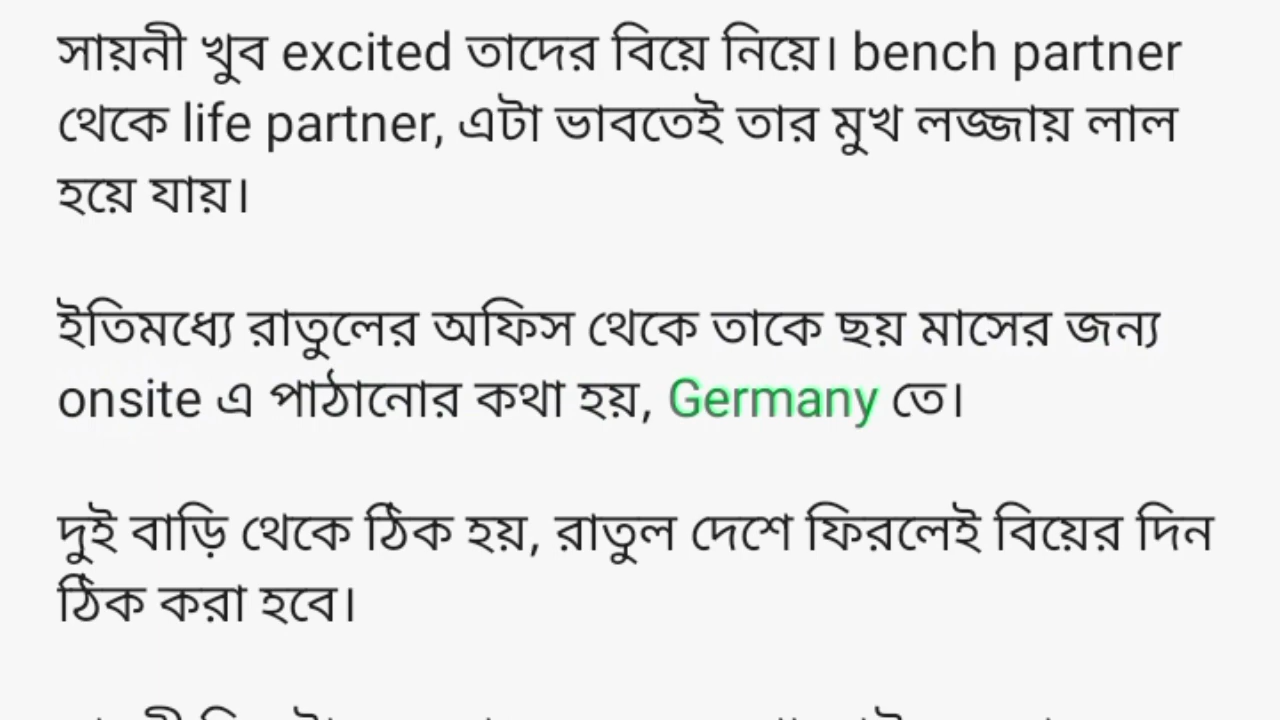 সায়নী খুব excited তাদের বিয়ে নিয়ে। bench partner
থেকে life partner, এটা ভাবতেই তার মুখ লজ্জায় লাল
হয়ে যায়।
ইতিমধ্যে রাতুলের অফিস থেকে তাকে ছয় মাসের জন্য
onsite এ পাঠানোর কথা হয়, Germany তে।
দুই বাড়ি থেকে ঠিক হয়, রাতুল দেশে ফিরলেই বিয়ের দিন
ঠিক করা হবে।